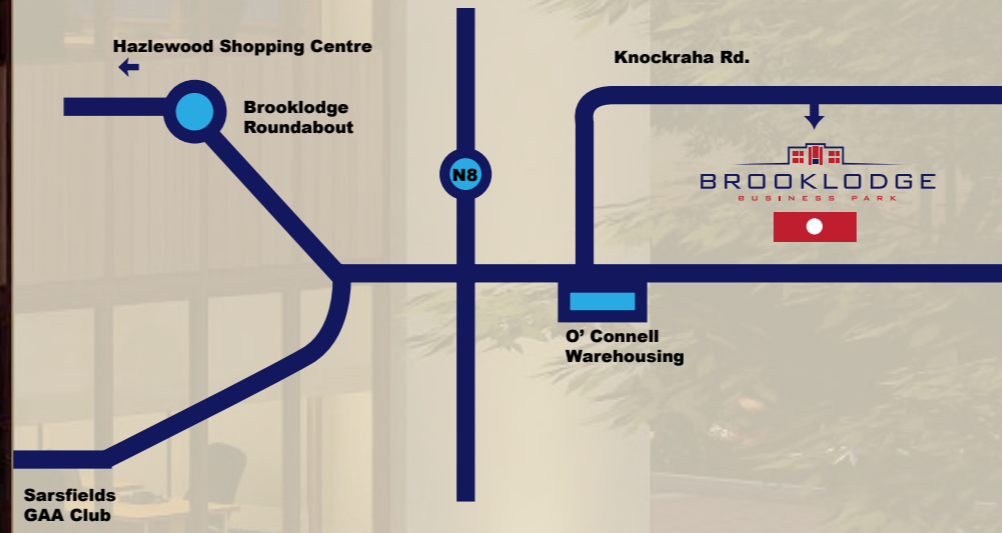 Hazlewood Shopping Centre
Brooklodge
Roundabout
N8
Knockraha Rd.
BROOKLODGE
BUSINESS PARK
O’ Connell
Warehousing
Sarsfields
GAA Club